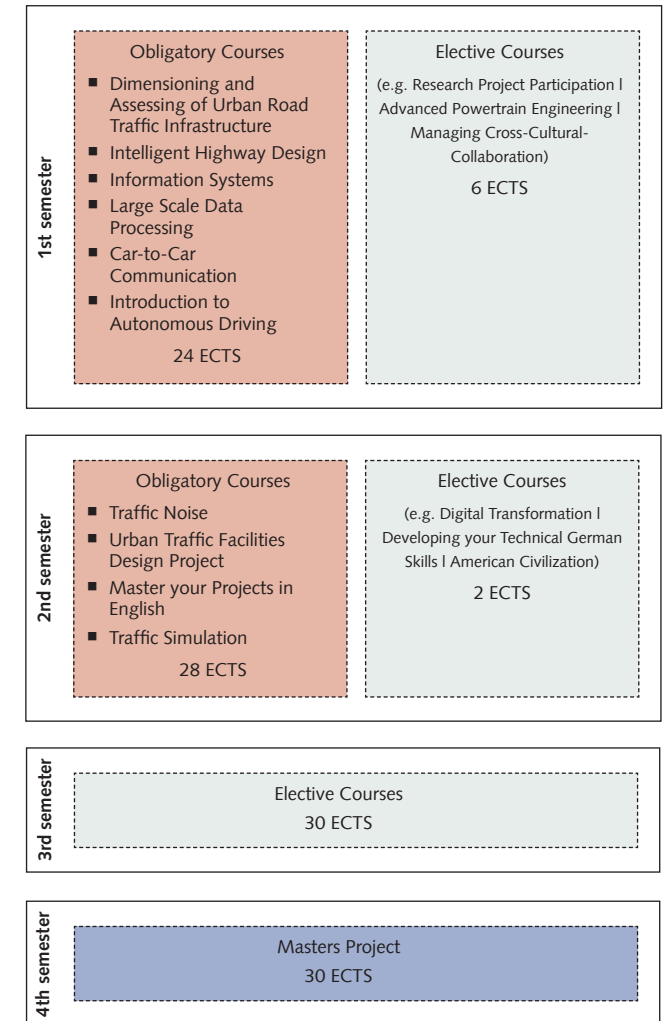 1st semester
Obligatory Courses
■ Dimensioning and
Assessing of Urban Road
Traffic Infrastructure
■ Intelligent Highway Design
■ Information Systems
■ Large Scale Data
Processing
■ Car-to-Car
Communication
■ Introduction to
Autonomous Driving
24 ECTS
Elective Courses
(e.g. Research Project Participation l
Advanced Powertrain Engineering l
Managing Cross-Cultural-
Collaboration)
6 ECTS
2nd semester
Obligatory Courses
■ Traffic Noise
■ Urban Traffic Facilities
Design Project
■ Master your Projects in
English
■ Traffic Simulation
28 ECTS
Elective Courses
(e.g. Digital Transformation l
Developing your Technical German
Skills l American Civilization)
2 ECTS
3rd semester
Elective Courses
30 ECTS
4th semester
Masters Project
30 ECTS